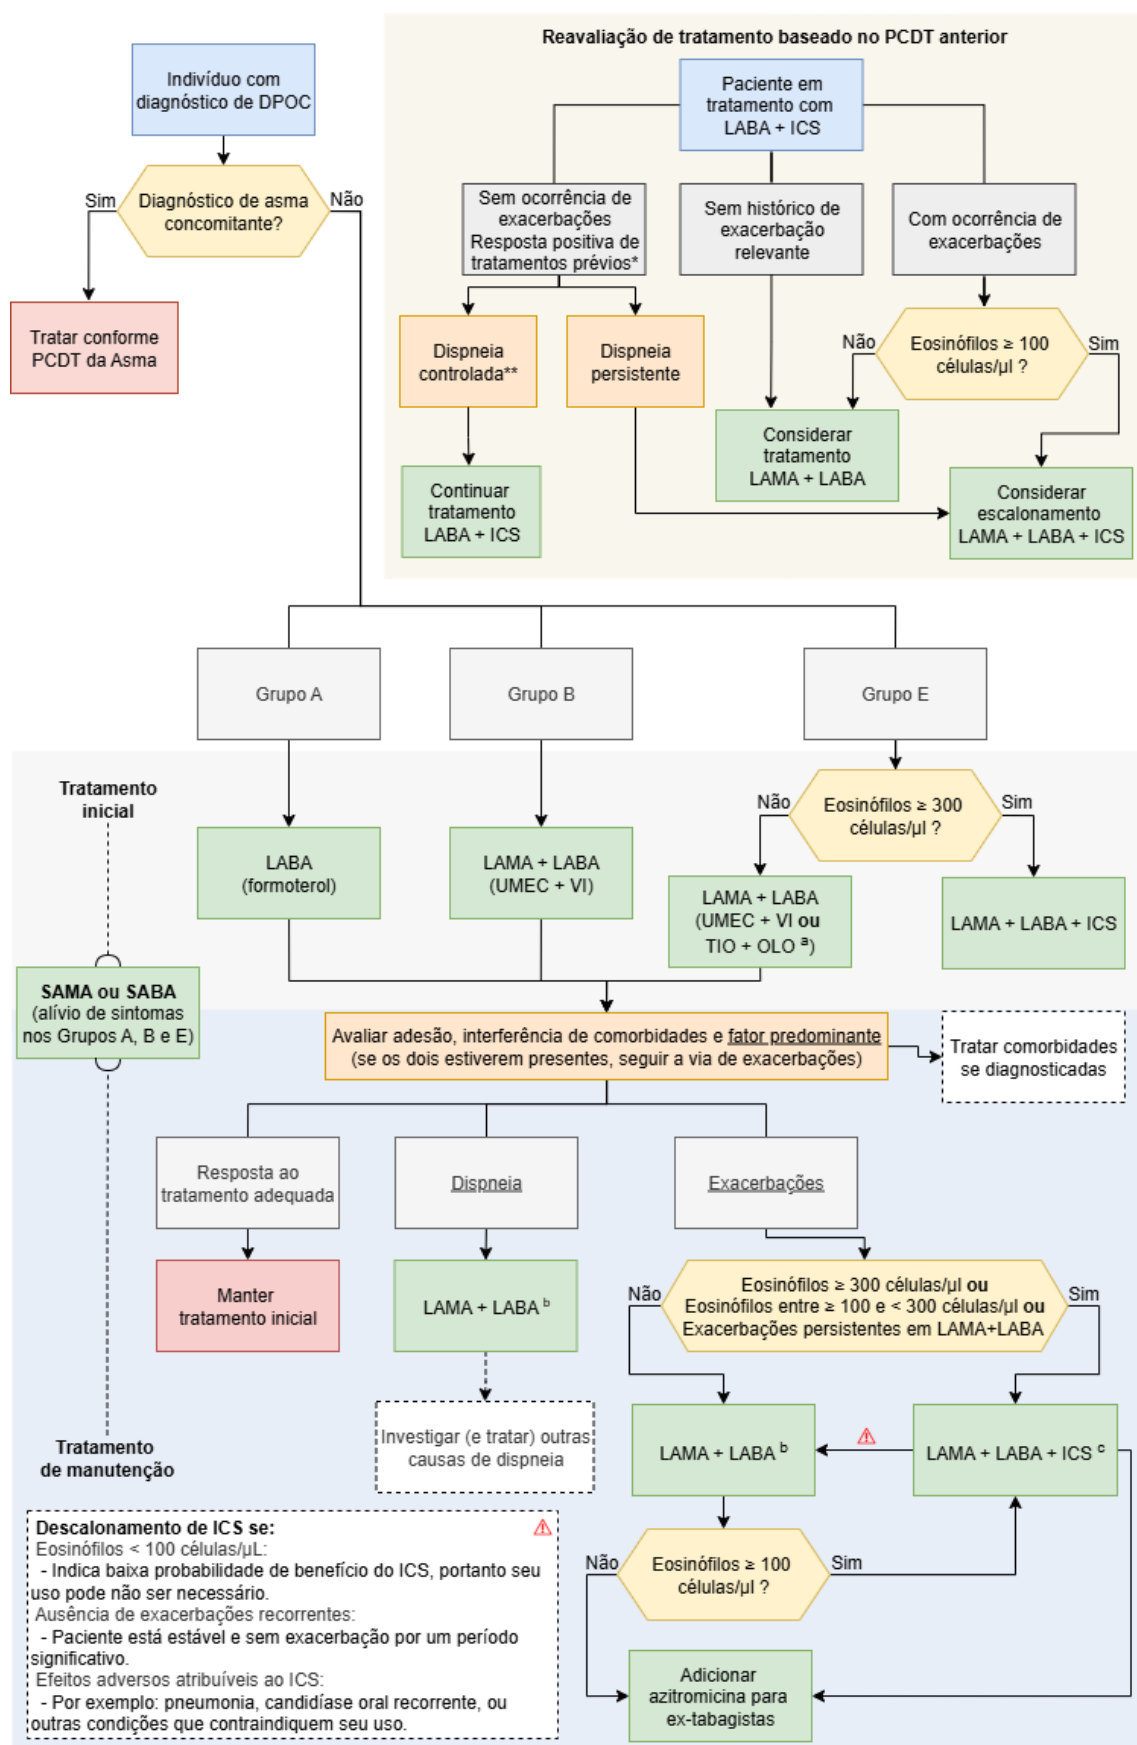 Reavaliação de tratamento baseado no PCDT anterior
Indivíduo com
diagnóstico de DPOC
Sim
Diagnóstico de asma
concomitante?
Não
Tratar conforme
PCDT da Asma
Paciente em
tratamento com
LABA + ICS
Sem ocorrência de
exacerbações
Resposta positiva de
tratamentos prévios*
Sem histórico de
exacerbação
relevante
Com ocorrência de
exacerbações
Dispneia
controlada**
Dispneia
persistente
Não
Eosinófilos ≥ 100
células/µl ?
Sim
Continuar
tratamento
LABA + ICS
Considerar
tratamento
LAMA + LABA
Considerar
escalonamento
LAMA + LABA + ICS
Grupo A
Grupo B
Grupo E
Tratamento
inicial
Não
Eosinófilos ≥ 300
células/µl ?
Sim
LABA
(formoterol)
LAMA + LABA
(UMEC + VI)
LAMA + LABA
(UMEC + VI ou
TIO + OLO ª)
LAMA + LABA + ICS
SAMA ou SABA
(alívio de sintomas
nos Grupos A, B e E)
Avaliar adesão, interferência de comorbidades e fator predominante
(se os dois estiverem presentes, seguir a via de exacerbações)
Tratar comorbidades
se diagnosticadas
Resposta ao
tratamento adequada
Dispneia
Exacerbações
Manter
tratamento inicial
LAMA + LABA ᵇ
Não
Eosinófilos ≥ 300 células/µl ou
Eosinófilos entre ≥ 100 e < 300 células/µl ou
Exacerbações persistentes em LAMA+LABA
Sim
Investigar (e tratar) outras
causas de dispneia
LAMA + LABA ᵇ
LAMA + LABA + ICS ᶜ
Tratamento
de manutenção
Não
Eosinófilos ≥ 100
células/µl ?
Sim
Adicionar
azitromicina para
ex-tabagistas
Descalonamento de ICS se:
Eosinófilos < 100 células/µL:
- Indica baixa probabilidade de benefício do ICS, portanto seu
uso pode não ser necessário.
Ausência de exacerbações recorrentes:
- Paciente está estável e sem exacerbação por um período
significativo.
Efeitos adversos atribuíveis ao ICS:
- Por exemplo: pneumonia, candidíase oral recorrente, ou
outras condições que contraindiquem seu uso.